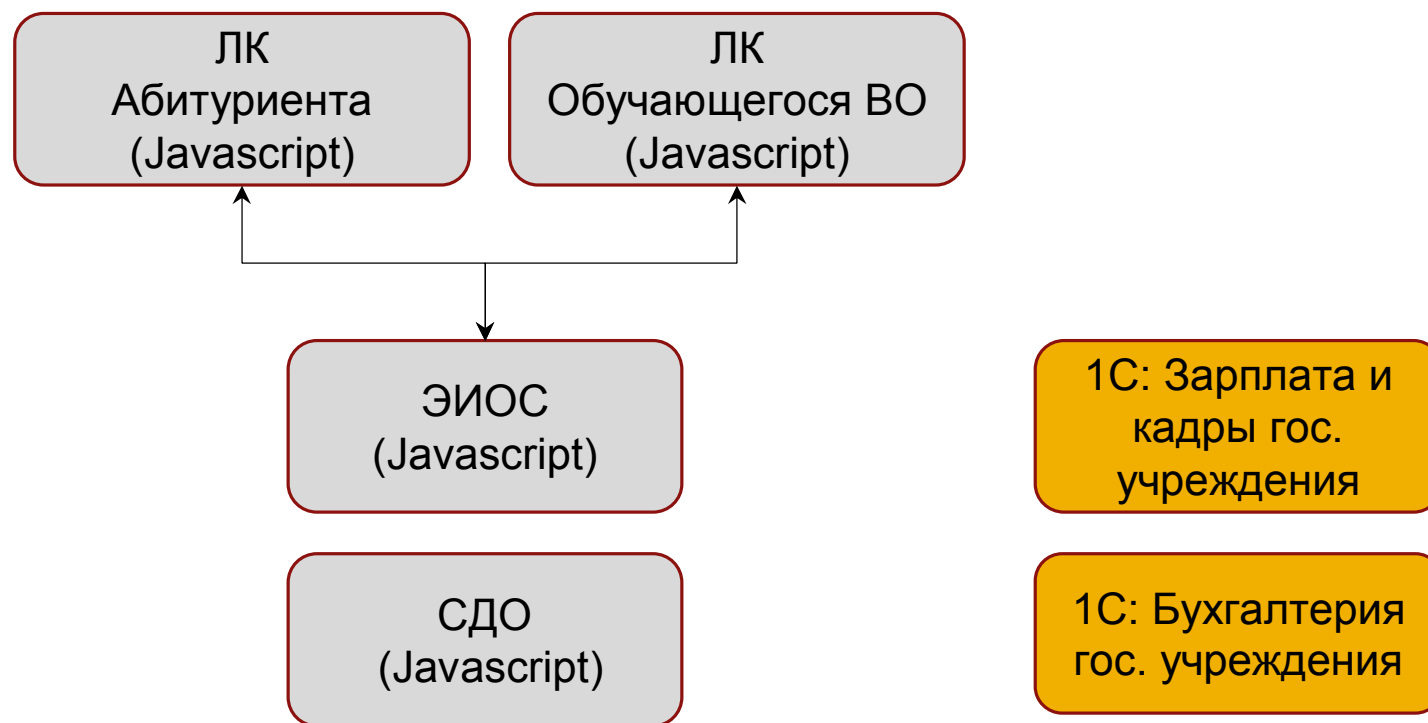 ЛК
Абитуриента
(Javascript)
ЛК
Обучающегося ВО
(Javascript)
ЭИОС
(Javascript)
1С: Зарплата и
кадры гос.
учреждения
СДО
(Javascript)
1С: Бухгалтерия
гос. учреждения